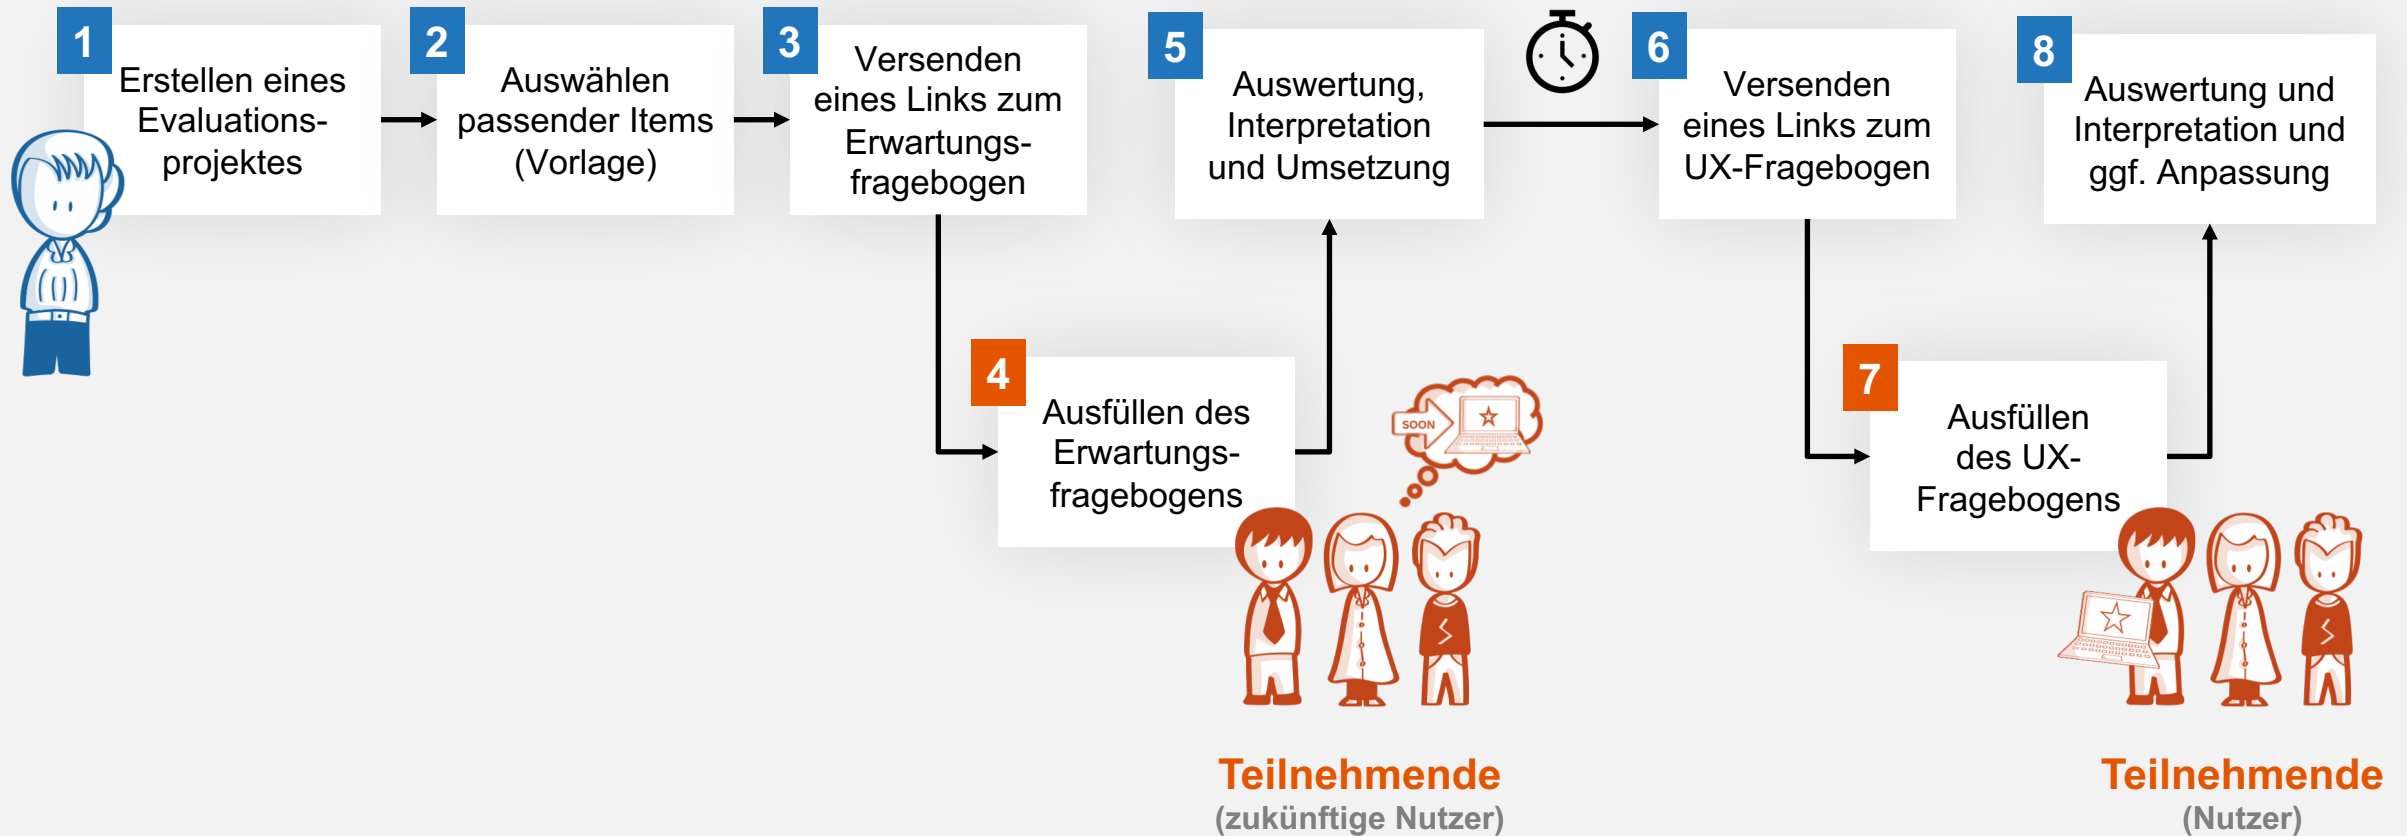 1
Erstellen eines
Evaluations-
projektes
2
Auswählen
passender Items
(Vorlage)
3
Versenden
eines Links zum
Erwartungs-
fragebogen
4
Ausfüllen des
Erwartungs-
fragebogens
SOON
Teilnehmende
(zukünftige Nutzer)
5
Auswertung,
Interpretation
und Umsetzung
6
Versenden
eines Links zum
UX-Fragebogen
7
Ausfüllen
des UX-
Fragebogens
Teilnehmende
(Nutzer)
8
Auswertung und
Interpretation und
ggf. Anpassung